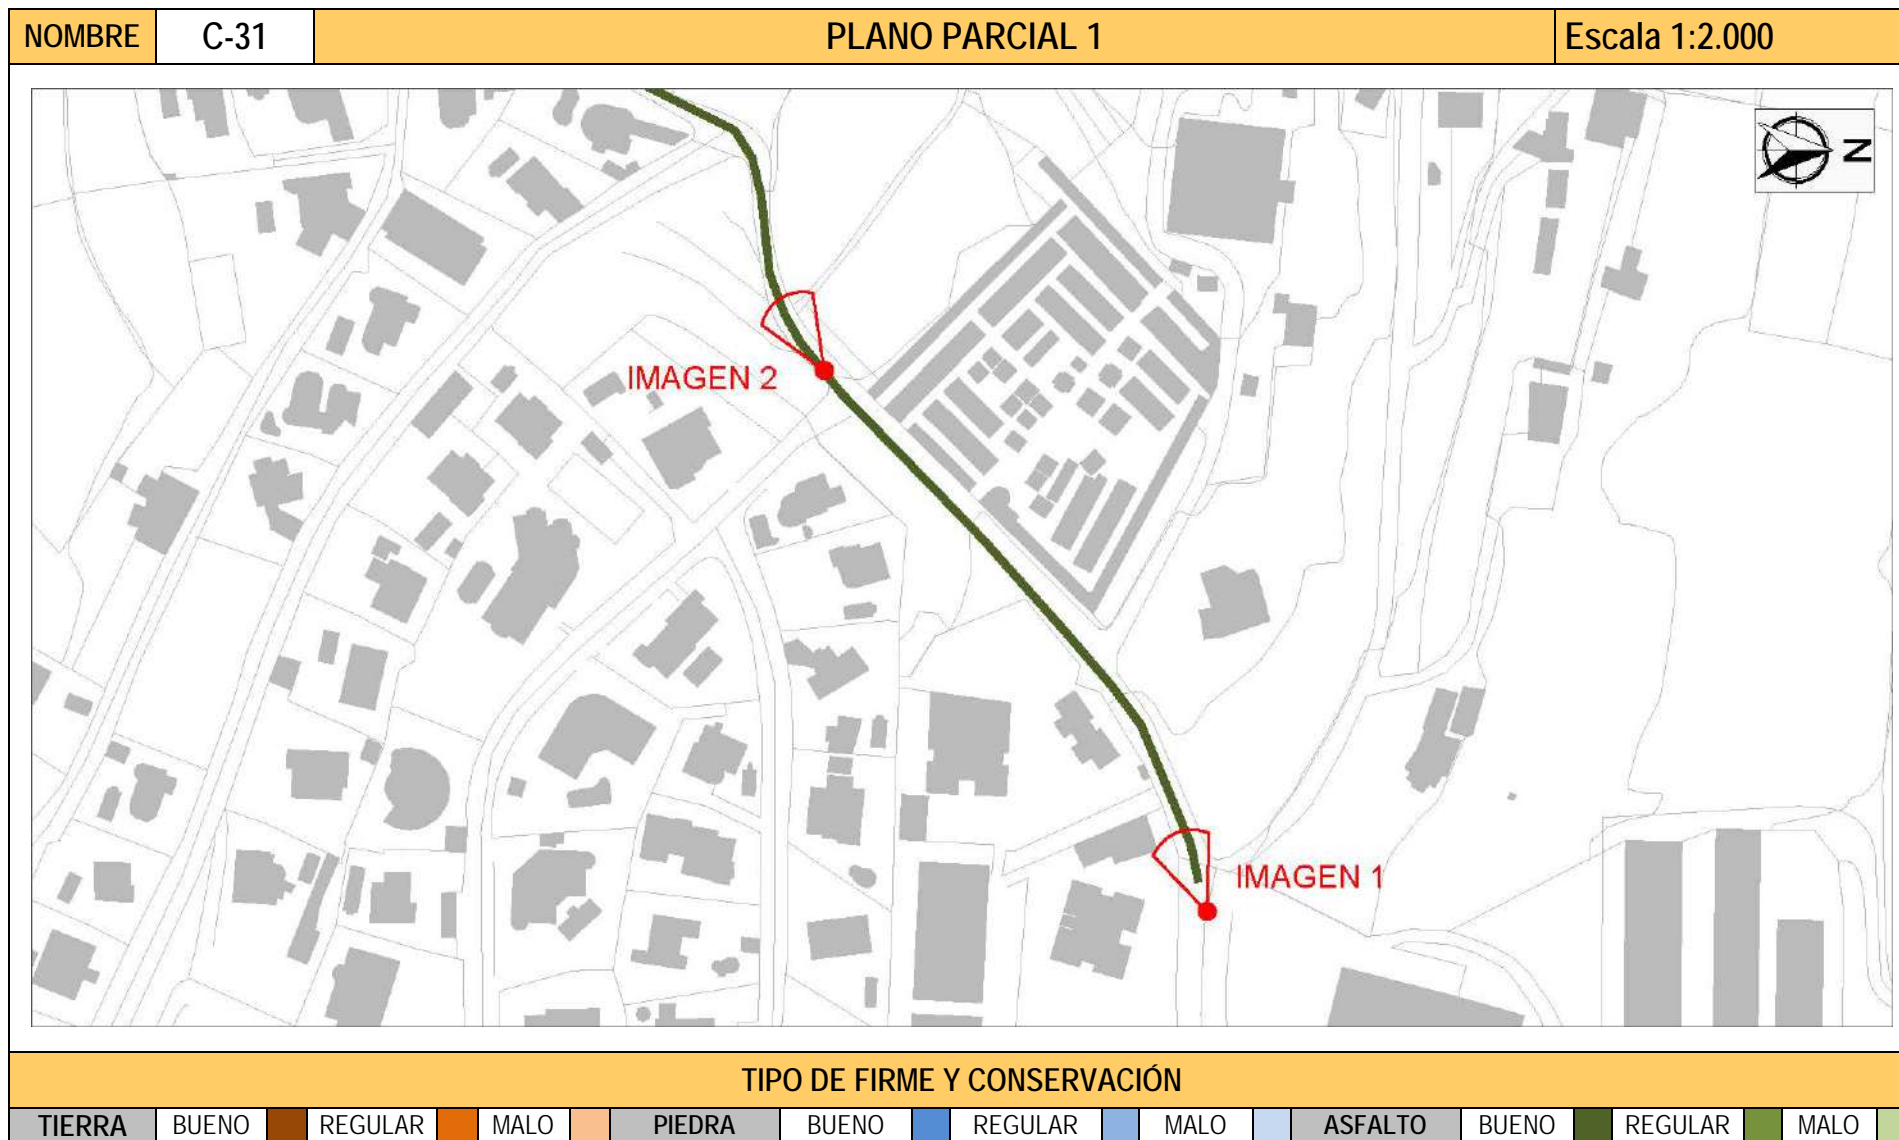 NOMBRE C-31 PLANO PARCIAL 1 Escala 1:2.000
N
IMAGEN 2
IMAGEN 1
TIPO DE FIRME Y CONSERVACIÓN
TIERRA BUENO REGULAR MALO PIEDRA BUENO REGULAR MALO ASFALTO BUENO REGULAR MALO